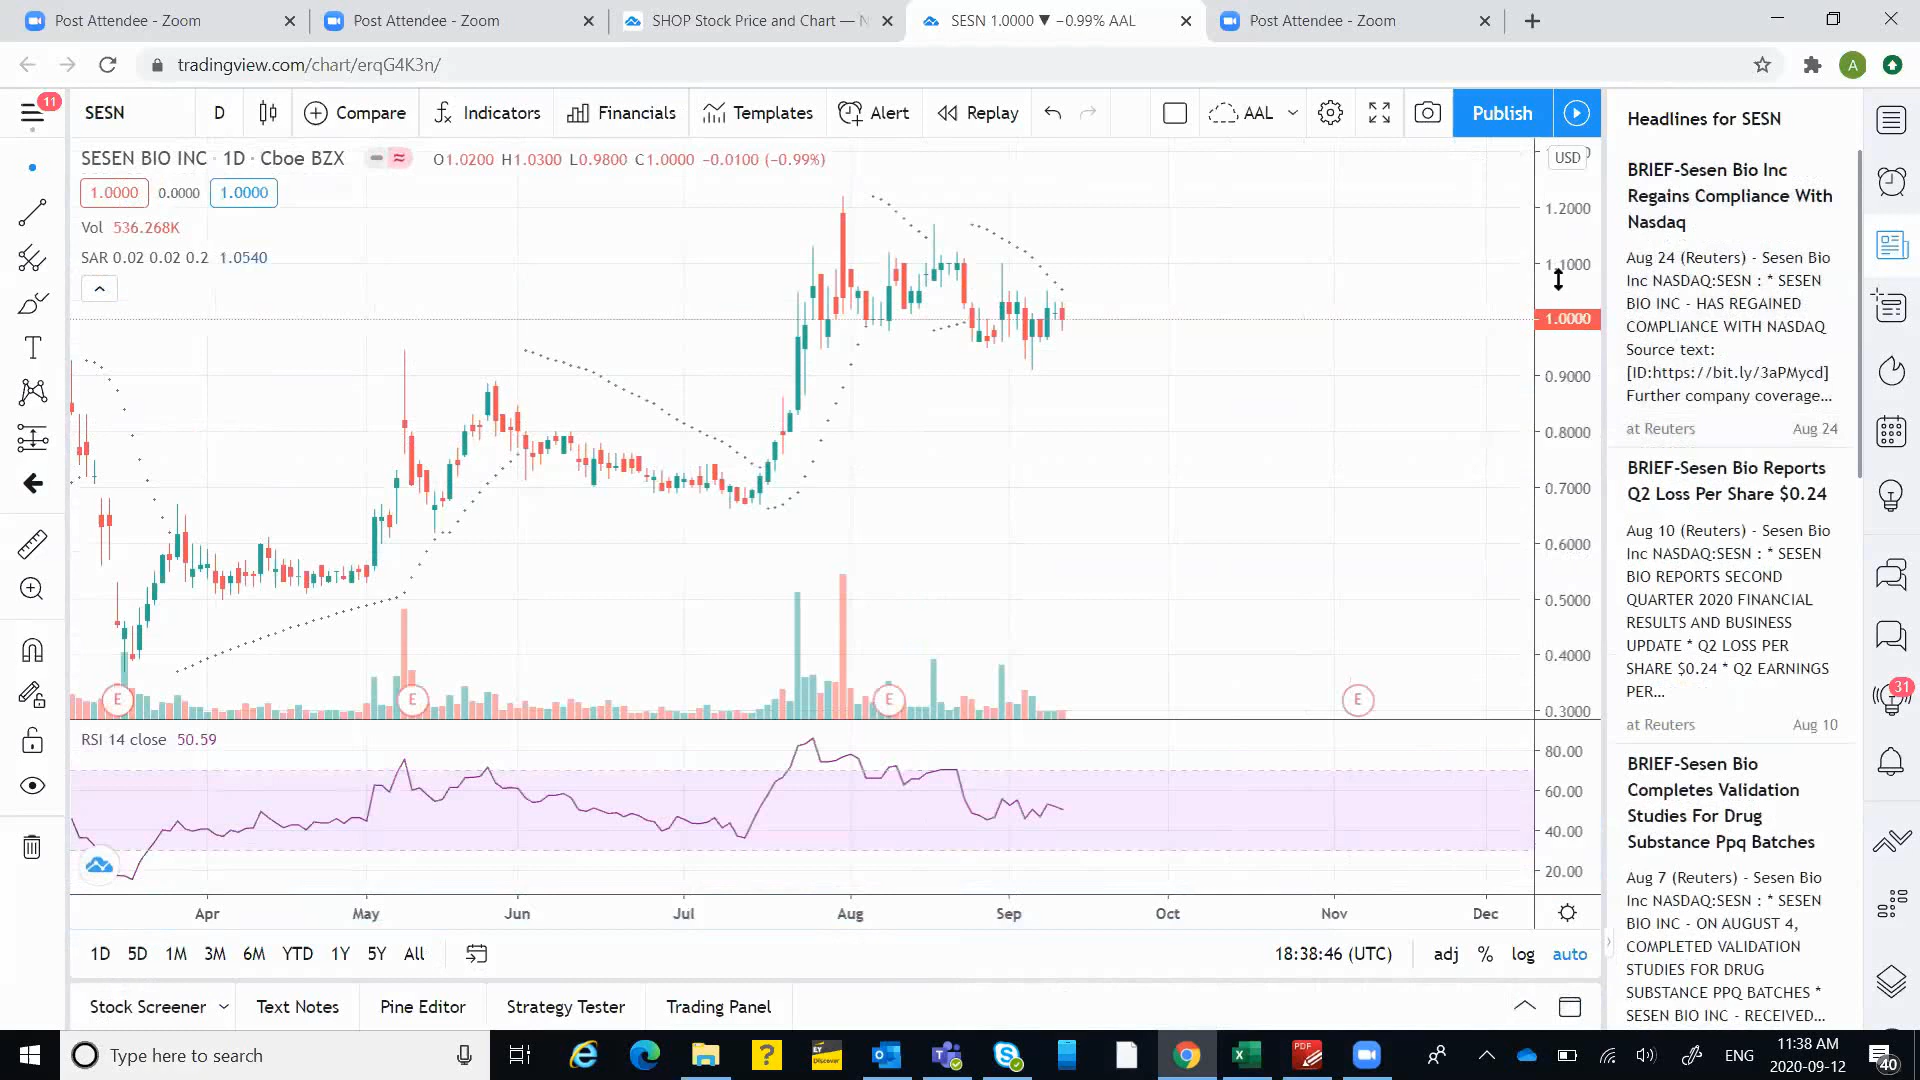 Post Attendee - Zoom
Post Attendee - Zoom
SHOP Stock Price and Chart —
SESN 1.0000 ▼ −0.99% AAL
Post Attendee - Zoom
tradingview.com/chart/erqG4K3n/
A
11
SESN
D
Compare
Indicators
Financials
Templates
Alert
Replay
AAL
Publish
SESEN BIO INC · 1D · Cboe BZX
O1.0200 H1.0300 L0.9800 C1.0000 −0.0100 (−0.99%)
1.0000
0.0000
1.0000
Vol 536.268K
SAR 0.02 0.02 0.2 1.0540
USD
1.2000
1.1000
1.0000
0.9000
0.8000
0.7000
0.6000
0.5000
0.4000
0.3000
E
E
E
E
RSI 14 close 50.59
80.00
60.00
40.00
20.00
Apr
May
Jun
Jul
Aug
Sep
Oct
Nov
Dec
1D 5D 1M 3M 6M YTD 1Y 5Y All
18:38:46 (UTC)
adj % log auto
Stock Screener
Text Notes
Pine Editor
Strategy Tester
Trading Panel
Headlines for SESN
BRIEF-Sesen Bio Inc
Regains Compliance With
Nasdaq
Aug 24 (Reuters) - Sesen Bio
Inc NASDAQ:SESN : * SESEN
BIO INC - HAS REGAINED
COMPLIANCE WITH NASDAQ
Source text:
[ID:https://bit.ly/3aPMycd]
Further company coverage...
at Reuters
Aug 24
BRIEF-Sesen Bio Reports
Q2 Loss Per Share $0.24
Aug 10 (Reuters) - Sesen Bio
Inc NASDAQ:SESN : * SESEN
BIO REPORTS SECOND
QUARTER 2020 FINANCIAL
RESULTS AND BUSINESS
UPDATE * Q2 LOSS PER
SHARE $0.24 * Q2 EARNINGS
PER...
at Reuters
Aug 10
BRIEF-Sesen Bio
Completes Validation
Studies For Drug
Substance Ppq Batches
Aug 7 (Reuters) - Sesen Bio
Inc NASDAQ:SESN : * SESEN
BIO INC - ON AUGUST 4,
COMPLETED VALIDATION
STUDIES FOR DRUG
SUBSTANCE PPQ BATCHES *
SESEN BIO INC - RECEIVED...
31
Type here to search
EY
Discover
PDF
ENG
11:38 AM
2020-09-12
40